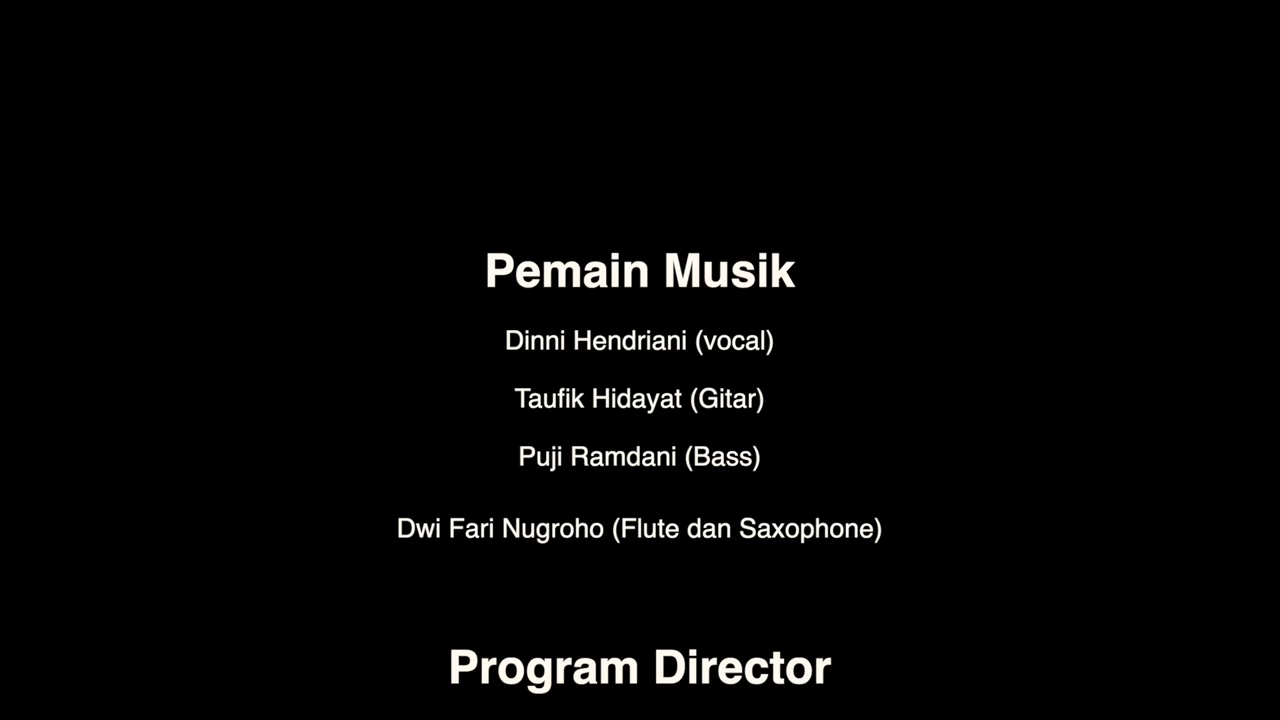 Pemain Musik
Dinni Hendriani (vocal)
Taufik Hidayat (Gitar)
Puji Ramdani (Bass)
Dwi Fari Nugroho (Flute dan Saxophone)
Program Director